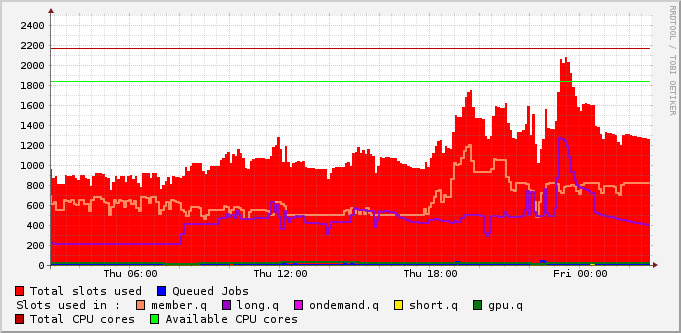 RRDTOOL / TOBI OETIKER
2400
2200
2000
1800
1600
1400
1200
1000
800
600
400
200
0
Thu 06:00 Thu 12:00 Thu 18:00 Fri 00:00
Total slots used Queued Jobs
Slots used in : member.q long.q ondemand.q short.q gpu.q
Total CPU cores Available CPU cores